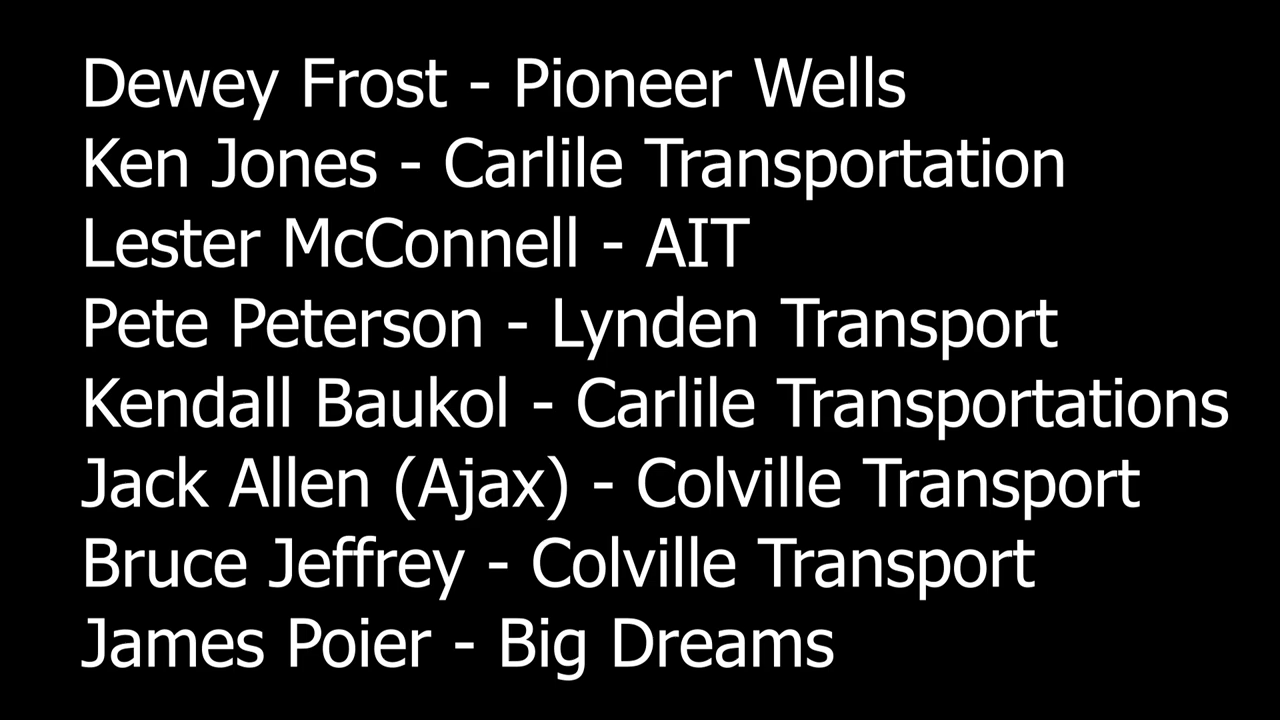 Dewey Frost - Pioneer Wells
Ken Jones - Carlile Transportation
Lester McConnell - AIT
Pete Peterson - Lynden Transport
Kendall Baukol - Carlile Transportations
Jack Allen (Ajax) - Colville Transport
Bruce Jeffrey - Colville Transport
James Poier - Big Dreams